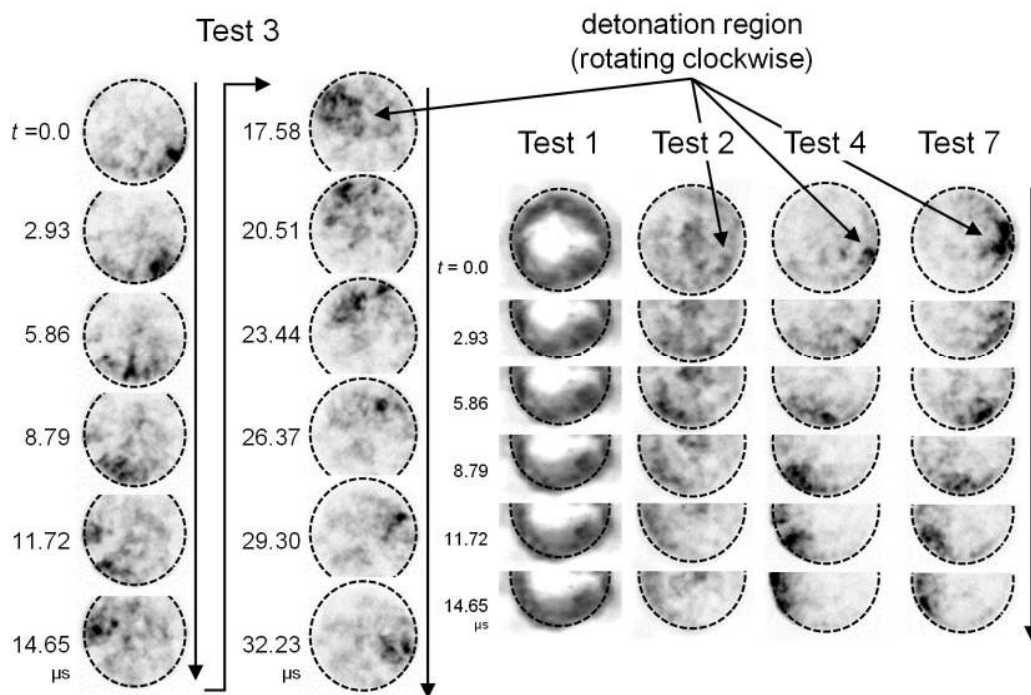 Test 3
detonation region
(rotating clockwise)
t =0.0
2.93
5.86
8.79
11.72
14.65
μs
17.58
20.51
23.44
26.37
29.30
32.23
Test 1
Test 2
Test 4
Test 7
t = 0.0
2.93
5.86
8.79
11.72
14.65
μs